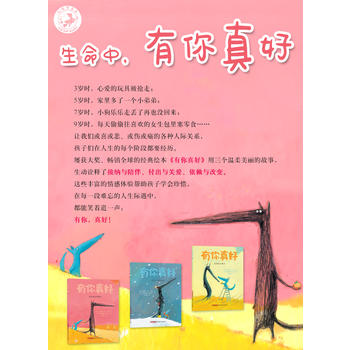 生命中，有你真好
3岁时，心爱的玩具被抢走；
5岁时，家里多了一个小弟弟；
7岁时，小狗乐乐走丢了再也没回来；
9岁时，每天偷偷往喜欢的女生包里塞零食……
让我们或喜或悲、或伤或痛的各种人际关系，
孩子们在人生的每个阶段都要经历。
屡获大奖、畅销全球的经典绘本《有你真好》用三个温柔美丽的故事，
生动诠释了接纳与陪伴、付出与关爱、依赖与改变。
这些丰富的情感体验帮助孩子学会珍惜，
在每一段难忘的人生际遇中，
都能笑着道一声：
有你，真好！
有你真好
有你真好
有你真好